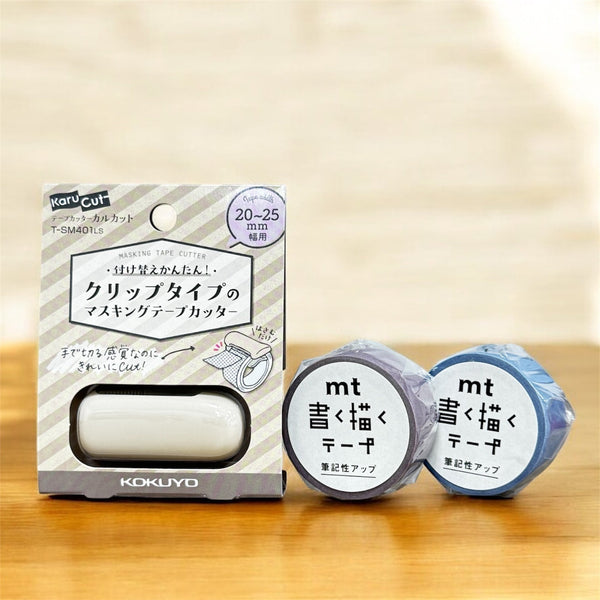 Karu Cut
テープカッターカルカット
T-SM401LS
Tape width
20~25
mm
幅用
MASKING TAPE CUTTER
・付け替えかんたん!・
クリップタイプの
マスキングテープカッター
手で切る感覚なのに
きれいにCut!
はさむ
だけ!
KOKUYO
mt
書く描く
テープ
筆記性アップ
mt
書く描く
テープ
筆記性アップ